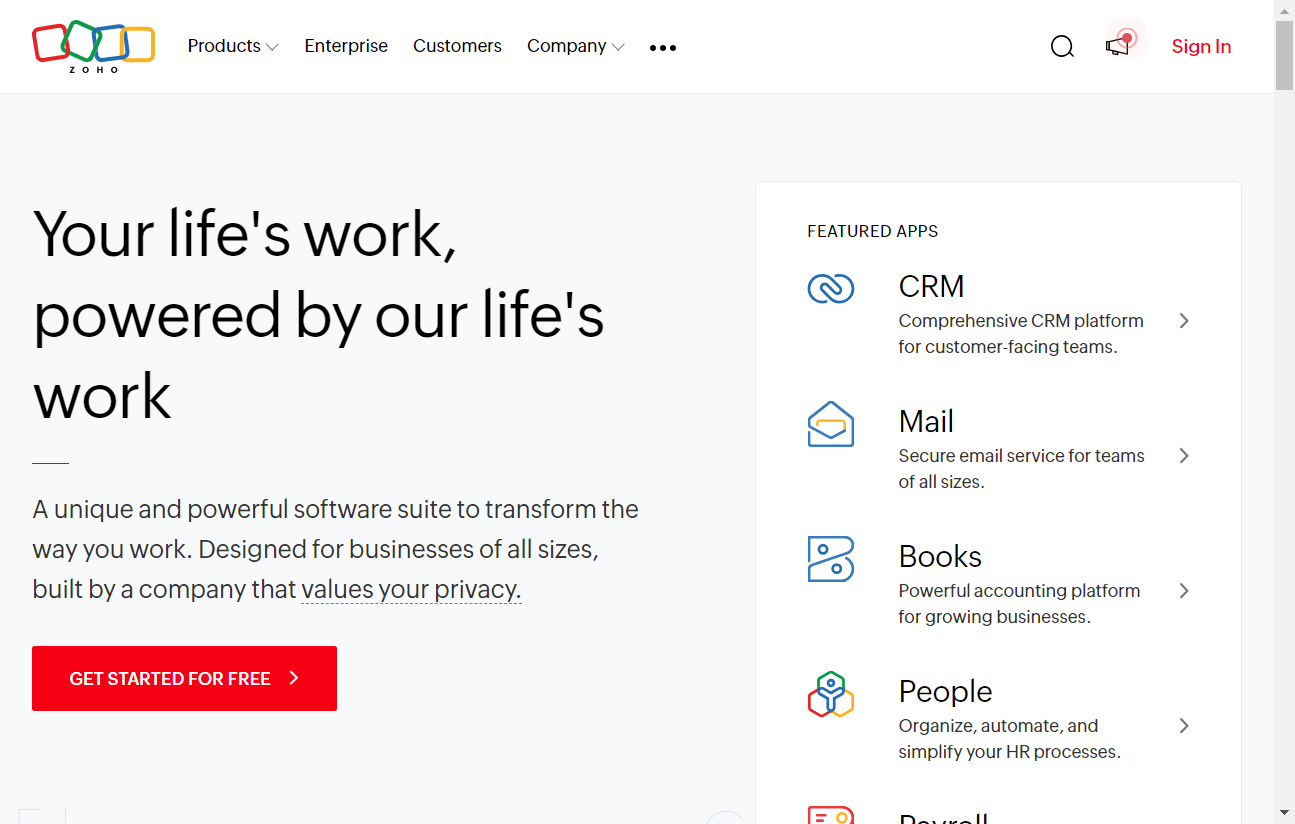 ZOHO
Products
Enterprise
Customers
Company
Sign In
Your life's work,
powered by our life's
work
A unique and powerful software suite to transform the
way you work. Designed for businesses of all sizes,
built by a company that values your privacy.
GET STARTED FOR FREE
FEATURED APPS
CRM
Comprehensive CRM platform
for customer-facing teams.
Mail
Secure email service for teams
of all sizes.
Books
Powerful accounting platform
for growing businesses.
People
Organize, automate, and
simplify your HR processes.
Payroll